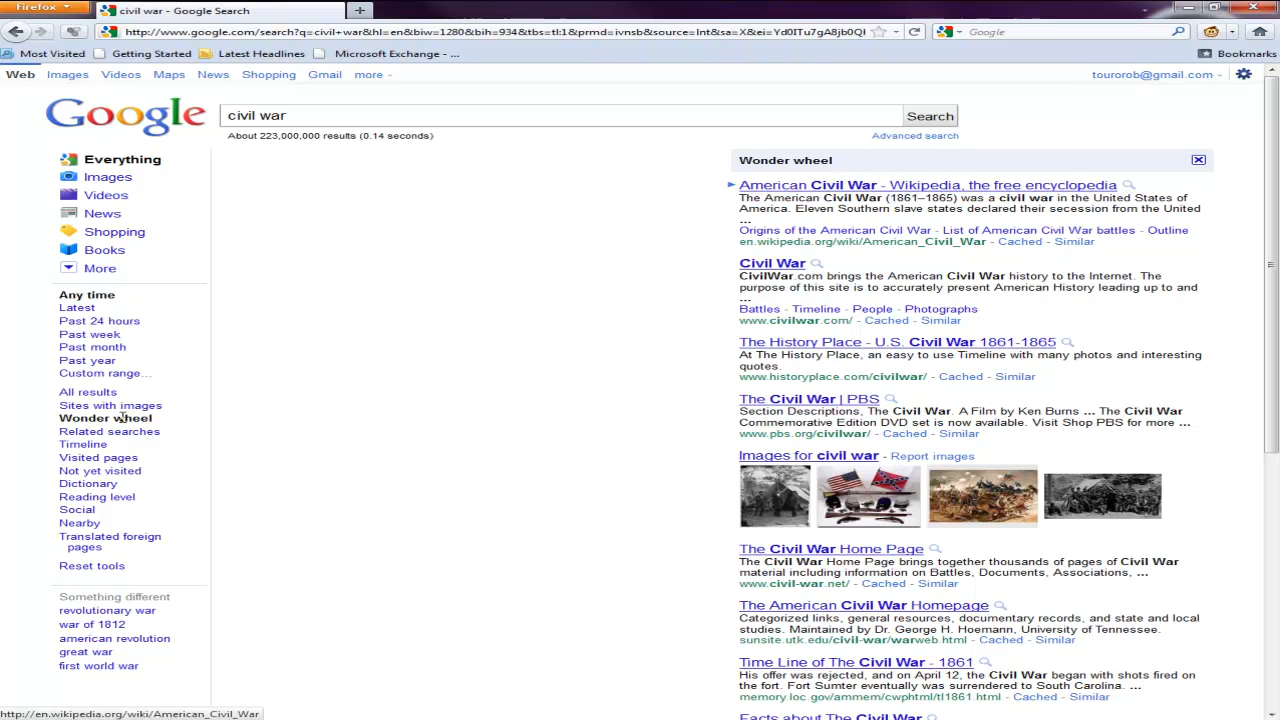 Firefox
civil war - Google Search
http://www.google.com/search?q=civil+war&hl=en&biw=1280&bih=934&tbs=tl:1&prmd=ivnsb&source=lnt&sa=X&ei=
Google
Most Visited Getting Started Latest Headlines Microsoft Exchange - ... Bookmarks
Web Images Videos Maps News Shopping Gmail more
tourorob@gmail.com
Google
civil war
Search
About 223,000,000 results (0.14 seconds)
Advanced search
Everything
Images
Videos
News
Shopping
Books
More
Any time
Latest
Past 24 hours
Past week
Past month
Past year
Custom range...
All results
Sites with images
Wonder wheel
Related searches
Timeline
Visited pages
Not yet visited
Dictionary
Reading level
Social
Nearby
Translated foreign
pages
Reset tools
Something different
revolutionary war
war of 1812
american revolution
great war
first world war
Wonder wheel
American Civil War - Wikipedia, the free encyclopedia
The American Civil War (1861–1865) was a civil war in the United States of
America. Eleven Southern slave states declared their secession from the United
...
Origins of the American Civil War - List of American Civil War battles - Outline
en.wikipedia.org/wiki/American_Civil_War - Cached - Similar
Civil War
CivilWar.com brings the American Civil War history to the Internet. The
purpose of this site is to accurately present American History leading up to and
...
Battles - Timeline - People - Photographs
www.civilwar.com/ - Cached - Similar
The History Place - U.S. Civil War 1861-1865
At The History Place, an easy to use Timeline with many photos and interesting
quotes.
www.historyplace.com/civilwar/ - Cached - Similar
The Civil War | PBS
Section Descriptions, The Civil War. A Film by Ken Burns ... The Civil War
Commemorative Edition DVD set is now available. Visit Shop PBS for more ...
www.pbs.org/civilwar/ - Cached - Similar
Images for civil war - Report images
The Civil War Home Page
The Civil War Home Page brings together thousands of pages of Civil War
material including information on Battles, Documents, Associations, ...
www.civil-war.net/ - Cached - Similar
The American Civil War Homepage
Categorized links, general resources, documentary records, and state and local
studies. Maintained by Dr. George H. Hoemann, University of Tennessee.
sunsite.utk.edu/civil-war/warweb.html - Cached - Similar
Time Line of The Civil War - 1861
His offer was rejected, and on April 12, the Civil War began with shots fired on
the fort. Fort Sumter eventually was surrendered to South Carolina. ...
memory.loc.gov/ammem/cwphtml/tl1861.html - Cached - Similar
Facts about The Civil War
http://en.wikipedia.org/wiki/American_Civil_War